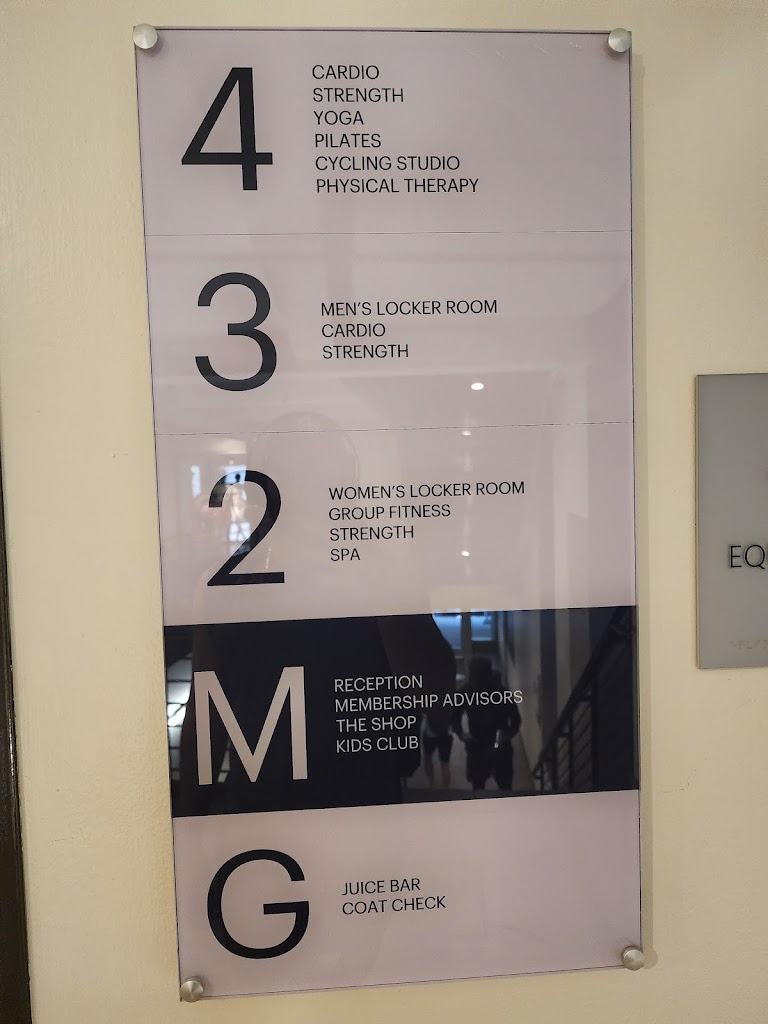 4
CARDIO
STRENGTH
YOGA
PILATES
CYCLING STUDIO
PHYSICAL THERAPY
3
MEN'S LOCKER ROOM
CARDIO
STRENGTH
2
WOMEN'S LOCKER ROOM
GROUP FITNESS
STRENGTH
SPA
M
RECEPTION
MEMBERSHIP ADVISORS
THE SHOP
KIDS CLUB
G
JUICE BAR
COAT CHECK